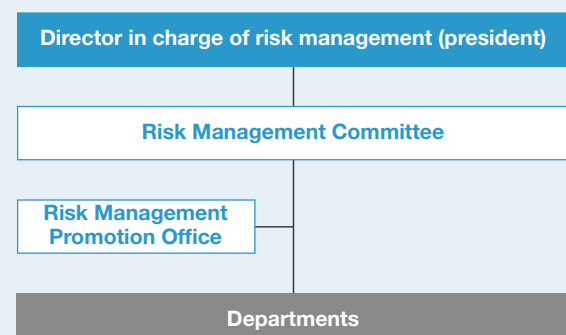 Director in charge of risk management (president)
Risk Management Committee
Risk Management
Promotion Office
Departments